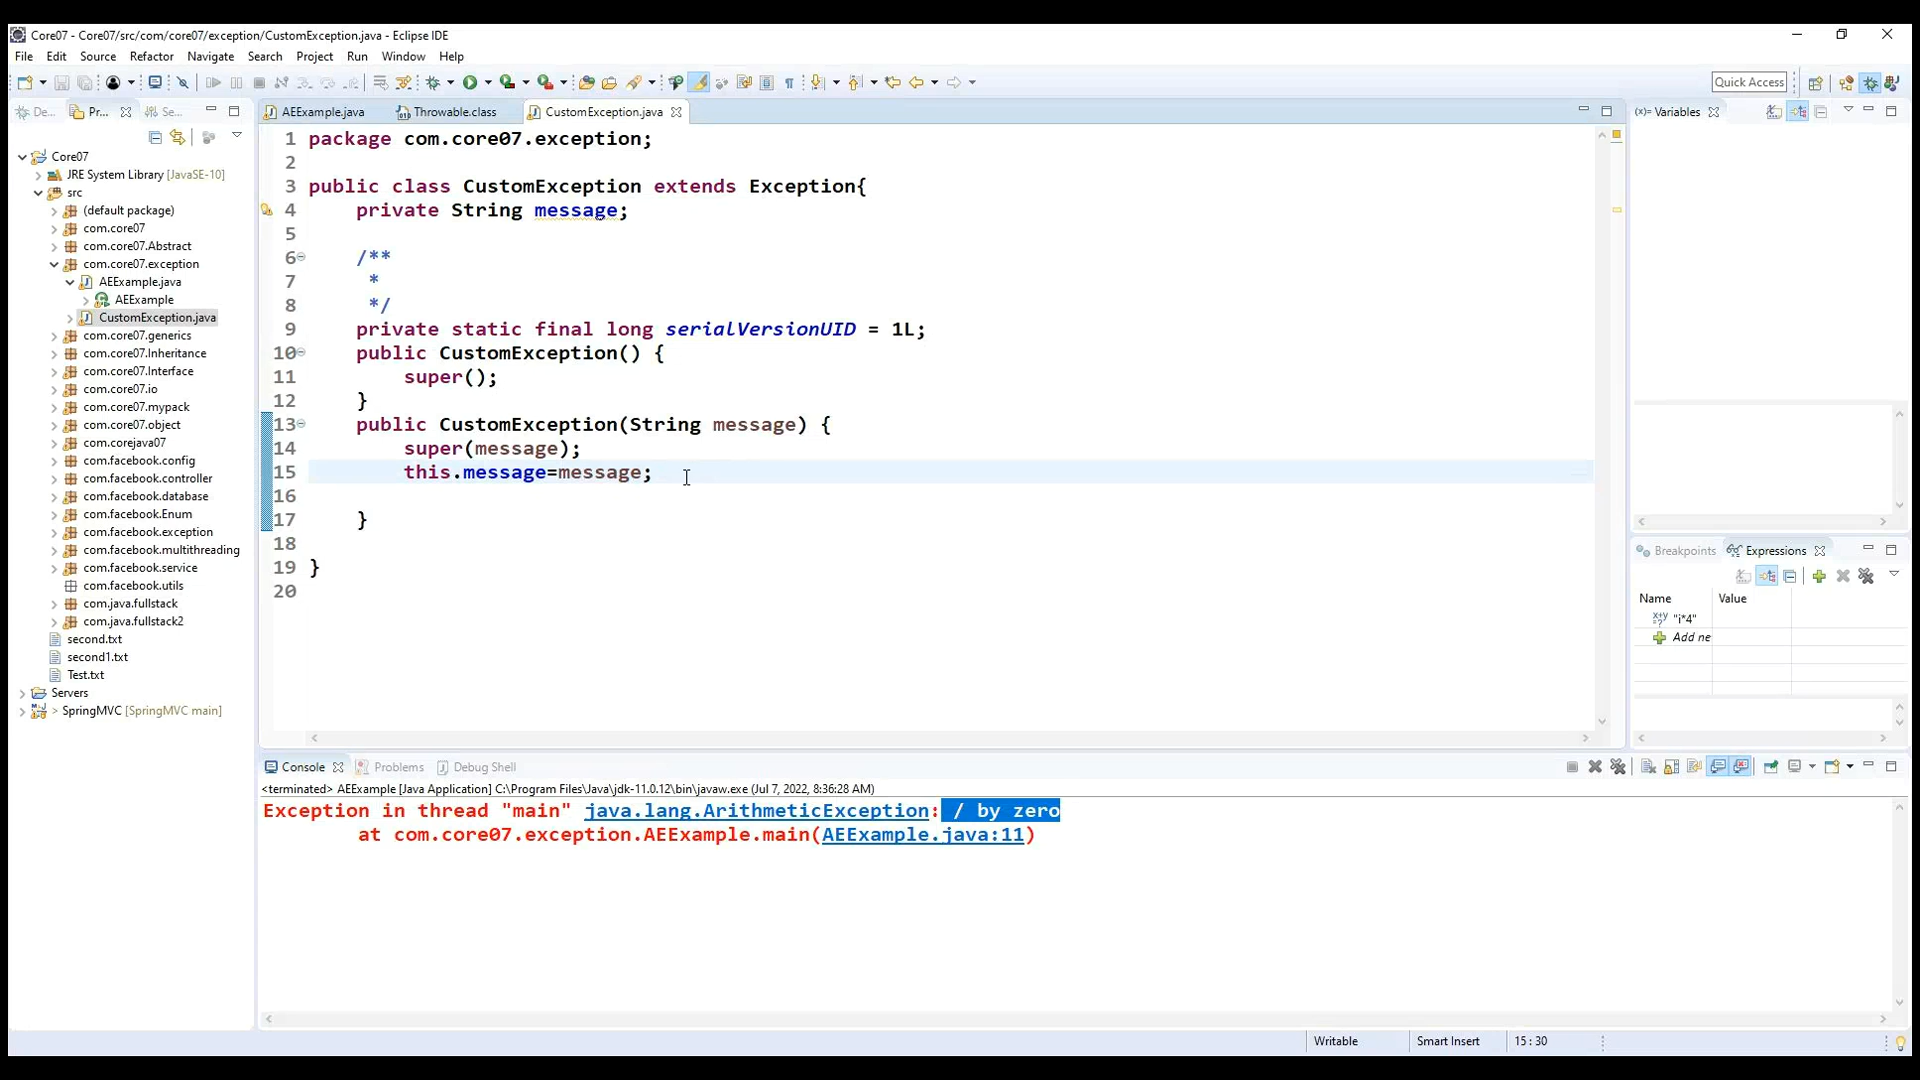 Core07 - Core07/src/com/core07/exception/CustomException.java - Eclipse IDE
File Edit Source Refactor Navigate Search Project Run Window Help
Quick Access
De... Pr... Se...
AEExample.java Throwable.class CustomException.java
Variables
Core07
JRE System Library [JavaSE-10]
src
(default package)
com.core07
com.core07.Abstract
com.core07.exception
AEExample.java
AEExample
CustomException.java
com.core07.generics
com.core07.Inheritance
com.core07.Interface
com.core07.io
com.core07.mypack
com.core07.object
com.corejava07
com.facebook.config
com.facebook.controller
com.facebook.database
com.facebook.Enum
com.facebook.exception
com.facebook.multithreading
com.facebook.service
com.facebook.utils
com.java.fullstack
com.java.fullstack2
second.txt
second1.txt
Test.txt
Servers
> SpringMVC [SpringMVC main]
1 package com.core07.exception;
2
3 public class CustomException extends Exception{
4 private String message;
5
6 /**
7 *
8 */
9 private static final long serialVersionUID = 1L;
10 public CustomException() {
11 super();
12 }
13 public CustomException(String message) {
14 super(message);
15 this.message=message;
16
17 }
18
19 }
20
Breakpoints Expressions
Name Value
"i*4"
Add ne
Console Problems Debug Shell
<terminated> AEExample [Java Application] C:\Program Files\Java\jdk-11.0.12\bin\javaw.exe (Jul 7, 2022, 8:36:28 AM)
Exception in thread "main" java.lang.ArithmeticException: / by zero
at com.core07.exception.AEExample.main(AEExample.java:11)
Writable Smart Insert 15 : 30